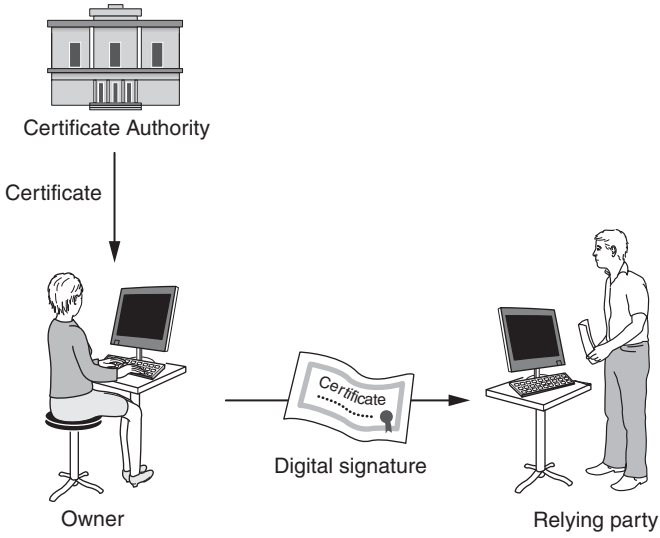 Certificate Authority
Certificate
Certificate
Digital signature
Owner
Relying party